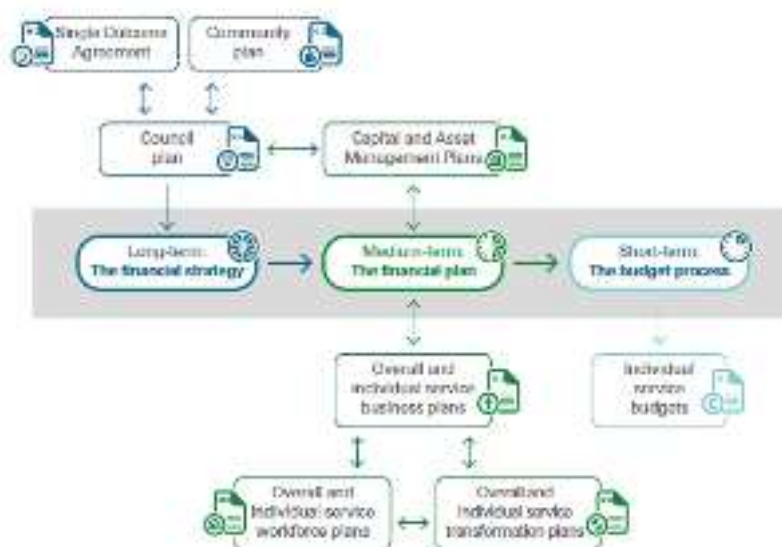 Single Outcome
Agreement
Community
plan
Council
plan
Capital and Asset
Management Plans
Long-term
The financial strategy
Medium-term
The financial plan
Short-term
The budget process
Overall and
individual service
business plans
Individual
service
budgets
Overall and
individual service
workforce plans
Overall and
individual service
transformation plans